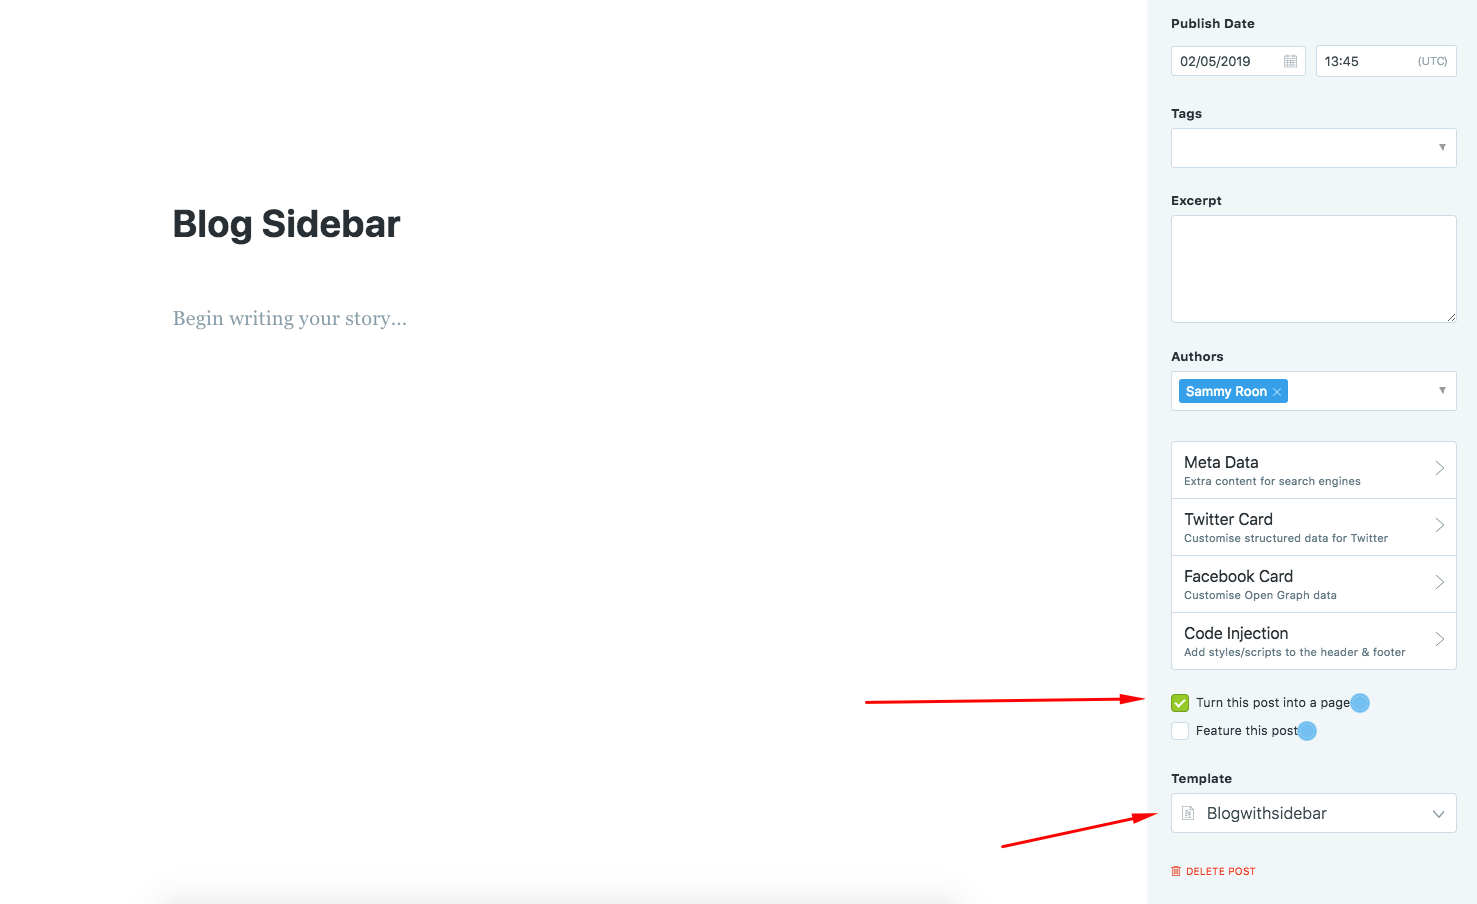 Publish Date
02/05/2019
13:45 (UTC)
Tags
Blog Sidebar
Excerpt
Begin writing your story...
Authors
Sammy Roon ×
Meta Data
Extra content for search engines
Twitter Card
Customise structured data for Twitter
Facebook Card
Customise Open Graph data
Code Injection
Add styles/scripts to the header & footer
Turn this post into a page
Feature this post
Template
Blogwithsidebar
DELETE POST